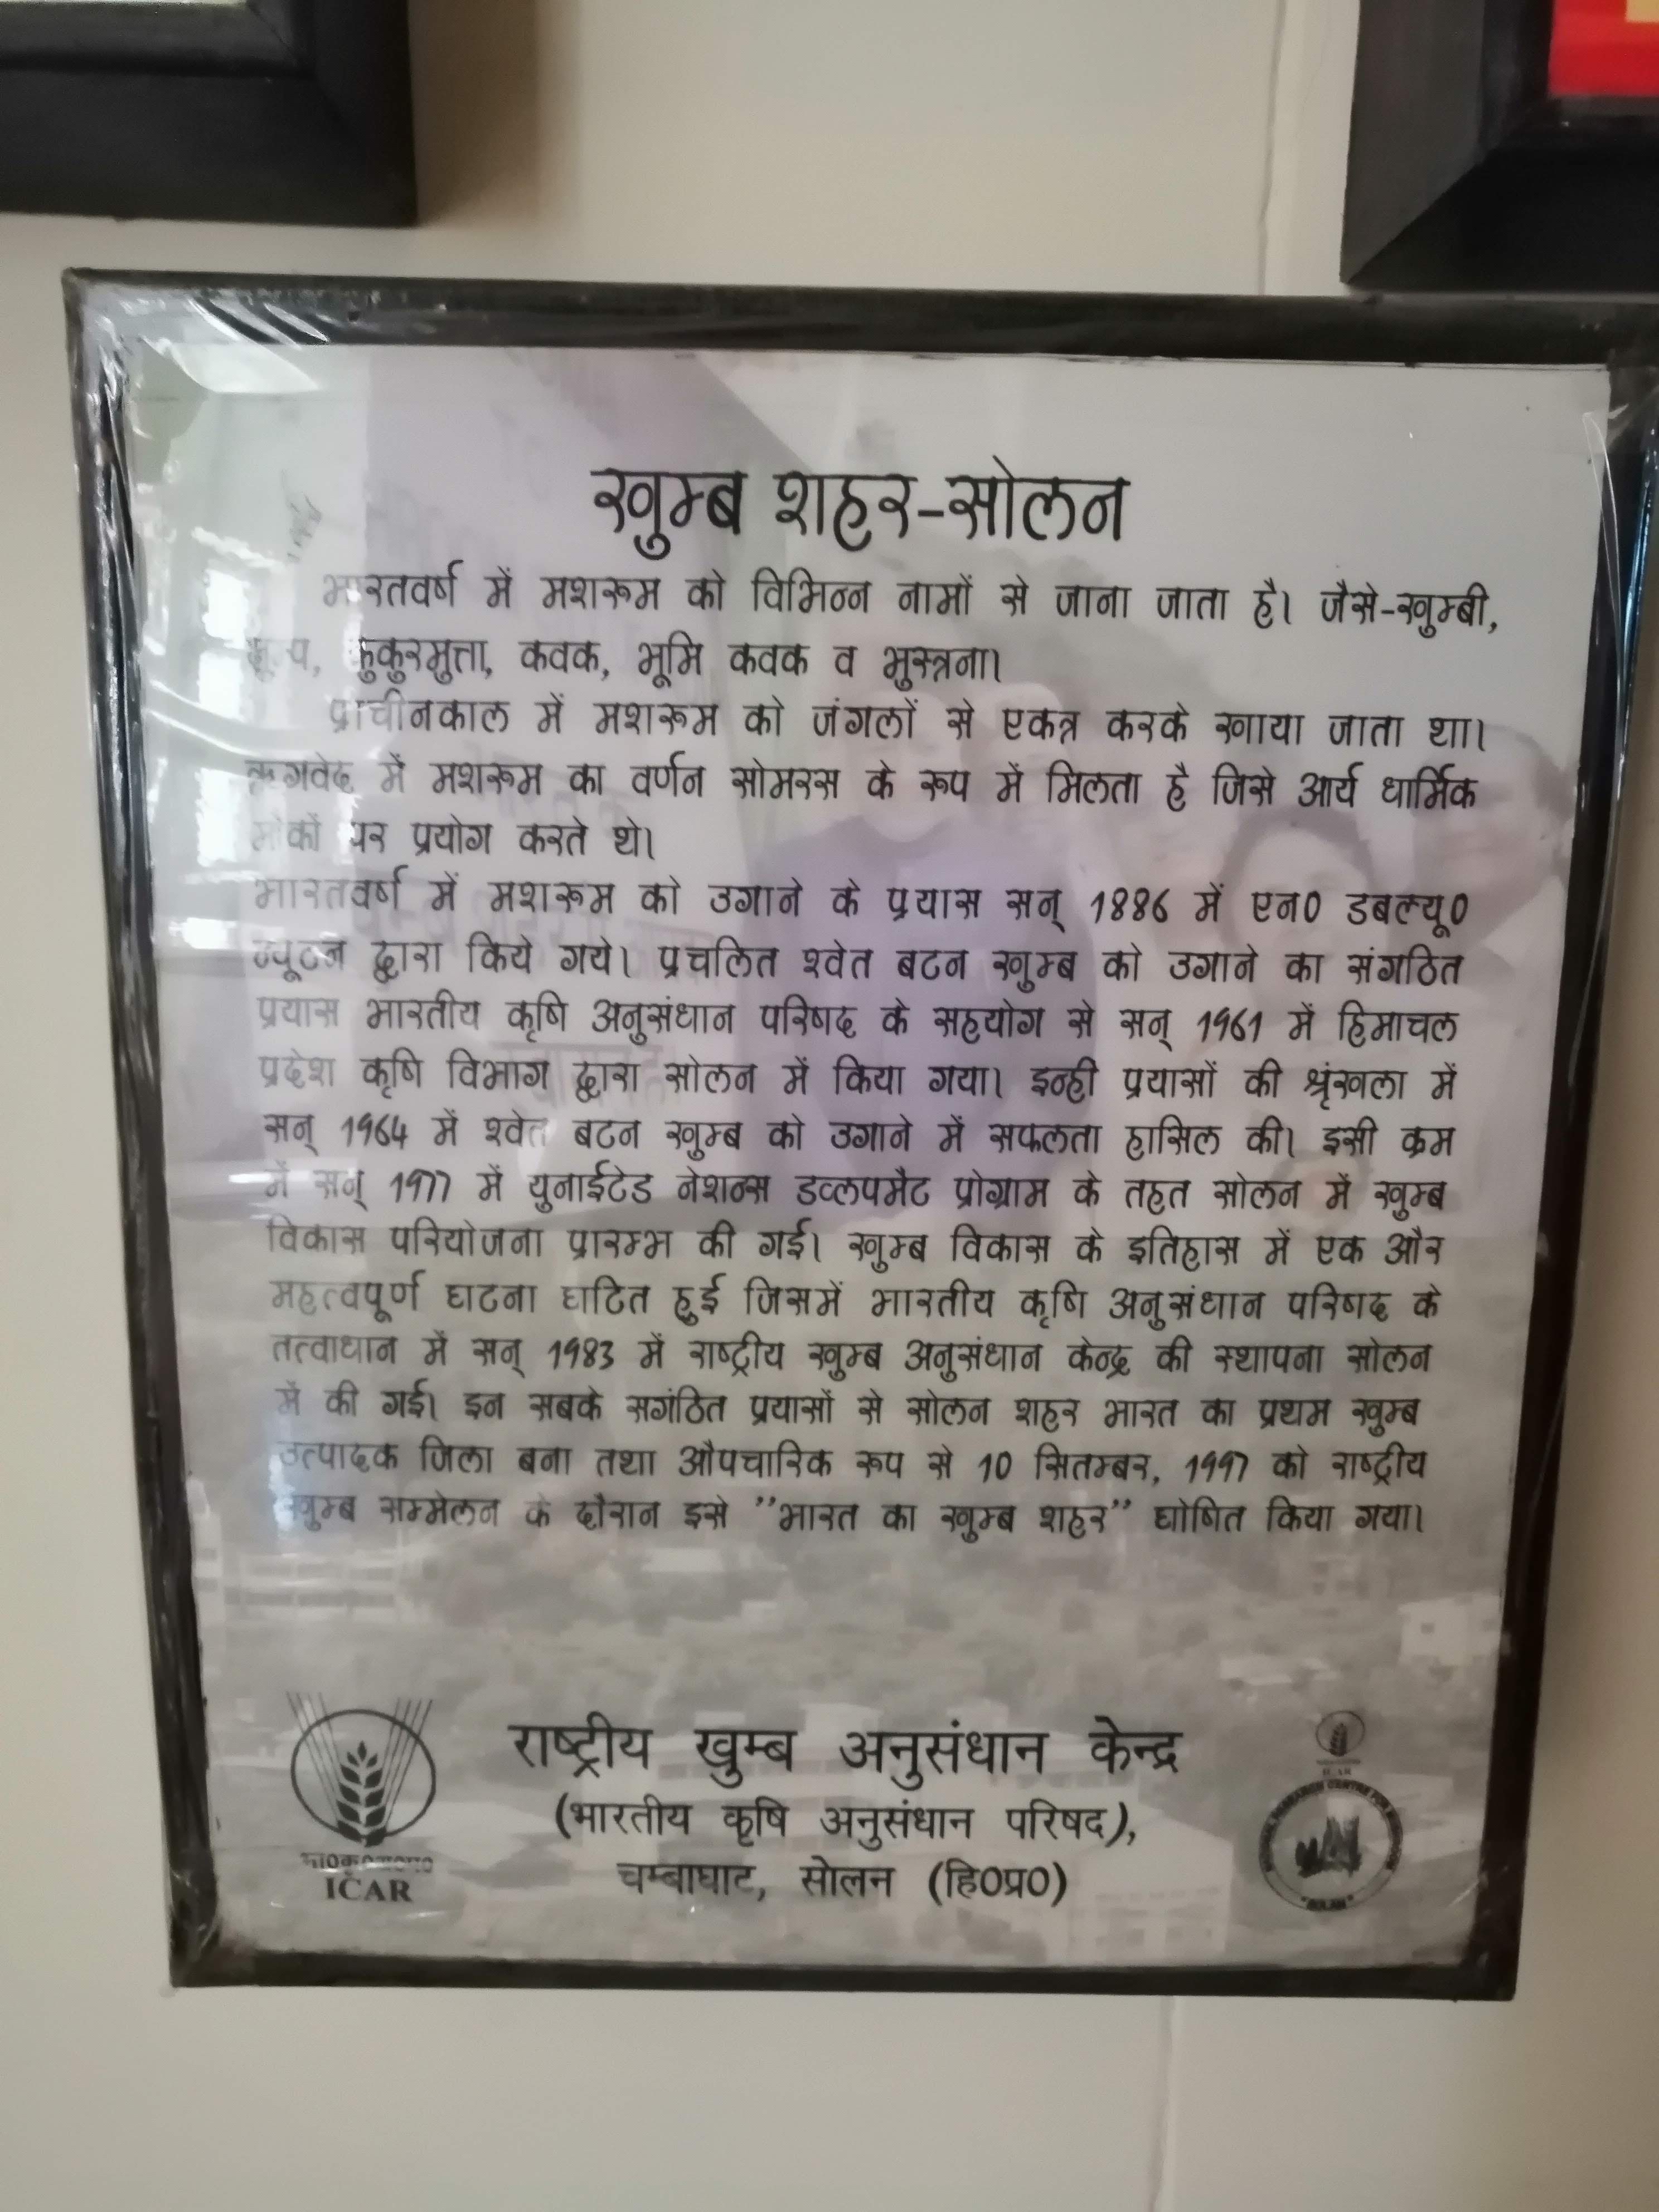 खुम्ब शहर-सोलन
भारतवर्ष में मशरूम को विभिन्न नामों से जाना जाता है। जैसे-खुम्बी,
कुकुरमुत्ता, कवक, भूमि कवक व भुस्त्रना।
प्राचीनकाल में मशरूम को जंगलों से एकत्र करके खाया जाता था।
ऋगवेद में मशरूम का वर्णन सोमरस के रूप में मिलता है जिसे आर्य धार्मिक
मौकों पर प्रयोग करते थे।
भारतवर्ष में मशरूम को उगाने के प्रयास सन् 1886 में एन0 डबल्यू0
न्यूटन द्वारा किये गये। प्रचलित श्वेत बटन खुम्ब को उगाने का संगठित
प्रयास भारतीय कृषि अनुसंधान परिषद के सहयोग से सन् 1961 में हिमाचल
प्रदेश कृषि विभाग द्वारा सोलन में किया गया। इन्ही प्रयासों की श्रृंखला में
सन् 1964 में श्वेत बटन खुम्ब को उगाने में सफलता हासिल की। इसी क्रम
में सन् 1977 में युनाईटेड नेशन्स डव्लपमैट प्रोग्राम के तहत सोलन में खुम्ब
विकास परियोजना प्रारम्भ की गई। खुम्ब विकास के इतिहास में एक और
महत्वपूर्ण घटना घटित हुई जिसमें भारतीय कृषि अनुसंधान परिषद के
तत्वाधान में सन् 1983 में राष्ट्रीय खुम्ब अनुसंधान केन्द्र की स्थापना सोलन
में की गई। इन सबके सगंठित प्रयासों से सोलन शहर भारत का प्रथम खुम्ब
उत्पादक जिला बना तथा औपचारिक रूप से 10 सितम्बर, 1997 को राष्ट्रीय
खुम्ब सम्मेलन के दौरान इसे ”भारत का खुम्ब शहर” घोषित किया गया।
राष्ट्रीय खुम्ब अनुसंधान केन्द्र
(भारतीय कृषि अनुसंधान परिषद),
चम्बाघाट, सोलन (हि0प्र0)
ICAR